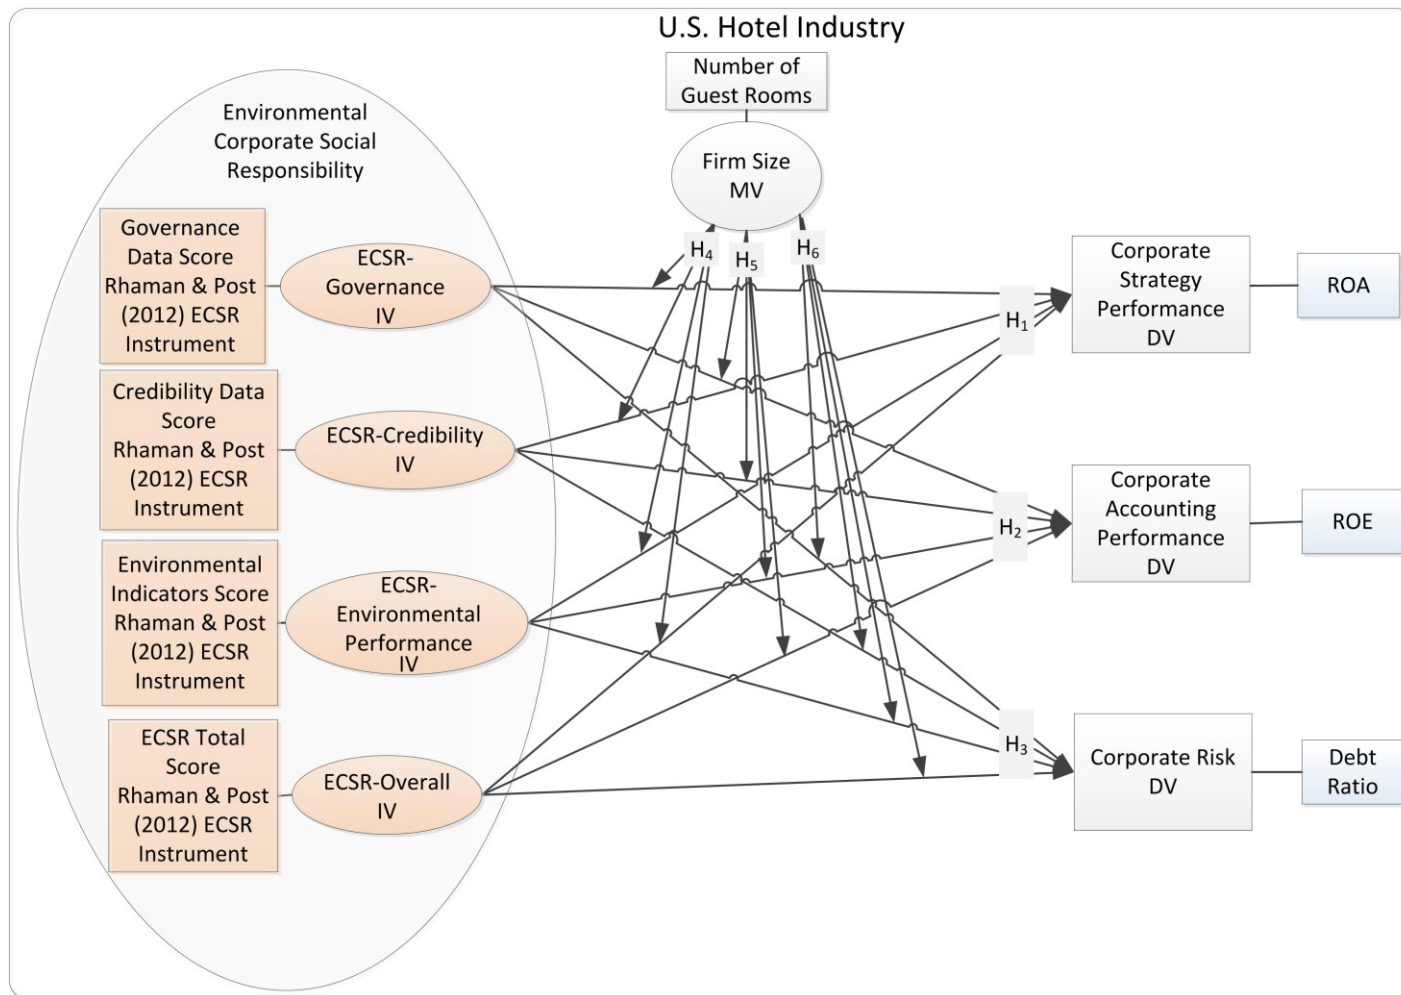 U.S. Hotel Industry
Number of
Guest Rooms
Firm Size
MV
Environmental
Corporate Social
Responsibility
Governance
Data Score
Rhaman & Post
(2012) ECSR
Instrument
ECSR-
Governance
IV
Credibility Data
Score
Rhaman & Post
(2012) ECSR
Instrument
ECSR-Credibility
IV
Environmental
Indicators Score
Rhaman & Post
(2012) ECSR
Instrument
ECSR-
Environmental
Performance
IV
ECSR Total
Score
Rhaman & Post
(2012) ECSR
Instrument
ECSR-Overall
IV
H4
H5
H6
H1
H2
H3
Corporate
Strategy
Performance
DV
ROA
Corporate
Accounting
Performance
DV
ROE
Corporate Risk
DV
Debt
Ratio